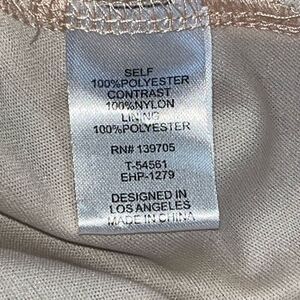 SELF
100%POLYESTER
CONTRAST
100%NYLON
LINING
100%POLYESTER
RN# 139705
T-54561
EHP-1279
DESIGNED IN
LOS ANGELES
MADE IN CHINA